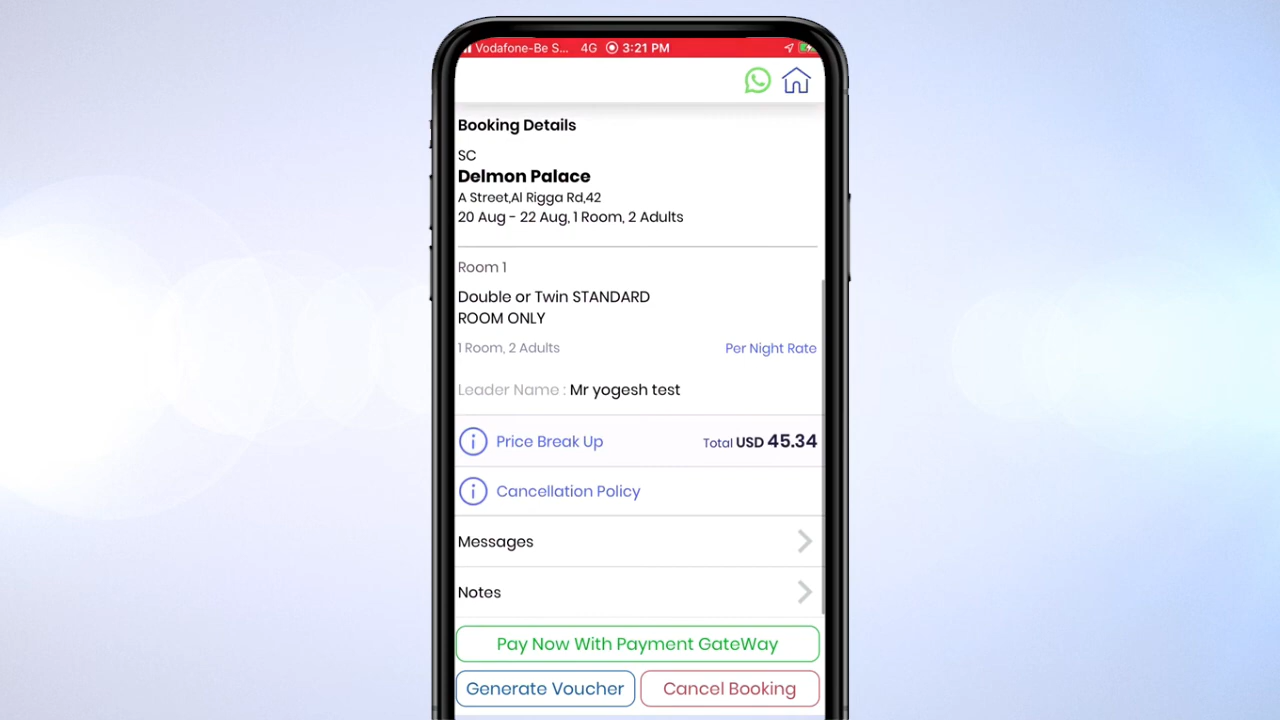 Vodafone-Be S... 4G 3:21 PM
Booking Details
SC
Delmon Palace
A Street,Al Rigga Rd,42
20 Aug - 22 Aug, 1 Room, 2 Adults
Room 1
Double or Twin STANDARD
ROOM ONLY
1 Room, 2 Adults Per Night Rate
Leader Name : Mr yogesh test
Price Break Up Total USD 45.34
Cancellation Policy
Messages
Notes
Pay Now With Payment GateWay
Generate Voucher Cancel Booking